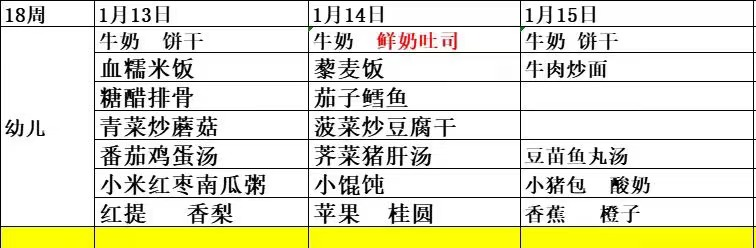 18周 1月13日 1月14日 1月15日
牛奶 饼干 牛奶 鲜奶吐司 牛奶 饼干
血糯米饭 藜麦饭 牛肉炒面
糖醋排骨 茄子鳕鱼
幼儿 青菜炒蘑菇 菠菜炒豆腐干
番茄鸡蛋汤 荠菜猪肝汤 豆苗鱼丸汤
小米红枣南瓜粥 小馄饨 小猪包 酸奶
红提 香梨 苹果 桂圆 香蕉 橙子